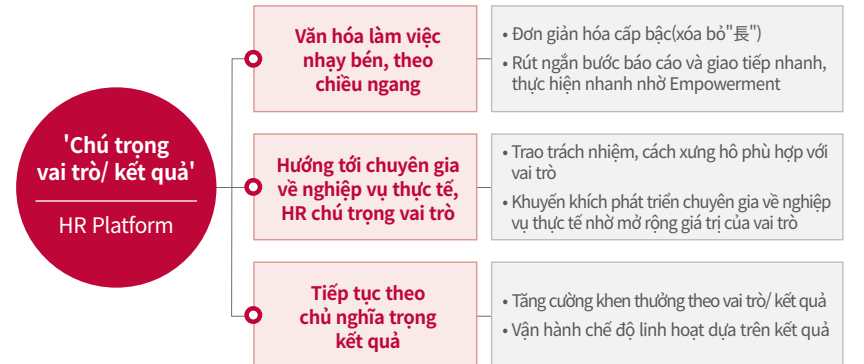 'Chú trọng
vai trò/ kết quả'
HR Platform
Văn hóa làm việc
nhạy bén, theo
chiều ngang
• Đơn giản hóa cấp bậc(xóa bỏ"長")
• Rút ngắn bước báo cáo và giao tiếp nhanh,
thực hiện nhanh nhờ Empowerment
Hướng tới chuyên gia
về nghiệp vụ thực tế,
HR chú trọng vai trò
• Trao trách nhiệm, cách xưng hô phù hợp với
vai trò
• Khuyến khích phát triển chuyên gia về nghiệp
vụ thực tế nhờ mở rộng giá trị của vai trò
Tiếp tục theo
chủ nghĩa trọng
kết quả
• Tăng cường khen thưởng theo vai trò/ kết quả
• Vận hành chế độ linh hoạt dựa trên kết quả